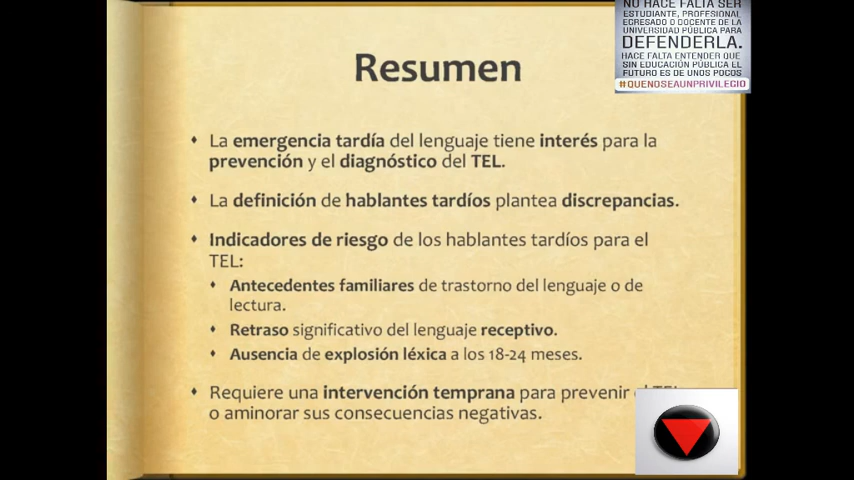 NO HACE FALTA SER
ESTUDIANTE, PROFESIONAL
EGRESADO O DOCENTE DE LA
UNIVERSIDAD PÚBLICA PARA
DEFENDERLA.
HACE FALTA ENTENDER QUE
SIN EDUCACIÓN PÚBLICA EL
FUTURO ES DE UNOS POCOS
#QUENOSEAUNPRIVILEGIO
Resumen
La emergencia tardía del lenguaje tiene interés para la
prevención y el diagnóstico del TEL.
La definición de hablantes tardíos plantea discrepancias.
Indicadores de riesgo de los hablantes tardíos para el
TEL:
Antecedentes familiares de trastorno del lenguaje o de
lectura.
Retraso significativo del lenguaje receptivo.
Ausencia de explosión léxica a los 18-24 meses.
Requiere una intervención temprana para prevenir
o aminorar sus consecuencias negativas.